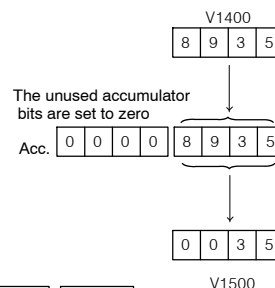 V1400
8 9 3 5
The unused accumulator
bits are set to zero
Acc. 0 0 0 0 8 9 3 5
0 0 3 5
V1500